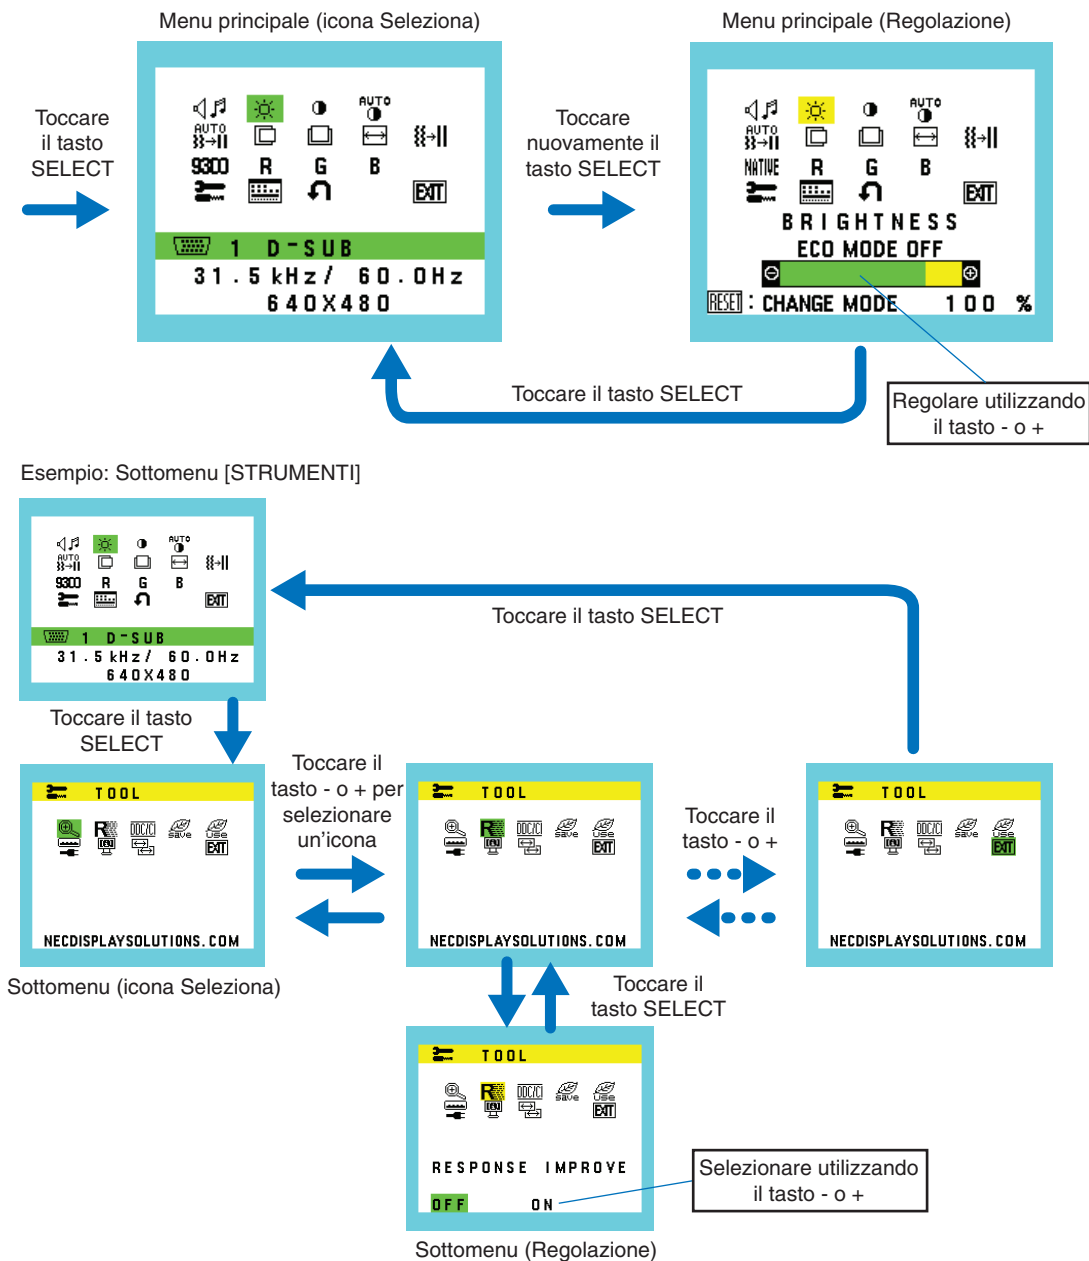 Menu principale (icona Seleziona)
Menu principale (Regolazione)
Toccare
il tasto
SELECT
AUTO
AUTO
9300 R G B
EXIT
1 D-SUB
31.5 kHz/ 60.0Hz
640X480
Toccare
nuovamente il
tasto SELECT
AUTO
AUTO
NATIVE R G B
EXIT
BRIGHTNESS
ECO MODE OFF
RESET : CHANGE MODE 100 %
Toccare il tasto SELECT
Regolare utilizzando
il tasto - o +
Esempio: Sottomenu [STRUMENTI]
AUTO
AUTO
9300 R G B
EXIT
1 D-SUB
31.5 kHz/ 60.0Hz
640X480
Toccare il tasto SELECT
Toccare il tasto
SELECT
TOOL
R DDC/CI save use
EXIT
NECDISPLAYSOLUTIONS.COM
Sottomenu (icona Seleziona)
Toccare il
tasto - o + per
selezionare
un'icona
TOOL
R DDC/CI save use
EXIT
NECDISPLAYSOLUTIONS.COM
Toccare il
tasto - o +
TOOL
R DDC/CI save use
EXIT
NECDISPLAYSOLUTIONS.COM
Toccare il
tasto SELECT
TOOL
R DDC/CI save use
EXIT
RESPONSE IMPROVE
OFF ON
Selezionare utilizzando
il tasto - o +
Sottomenu (Regolazione)